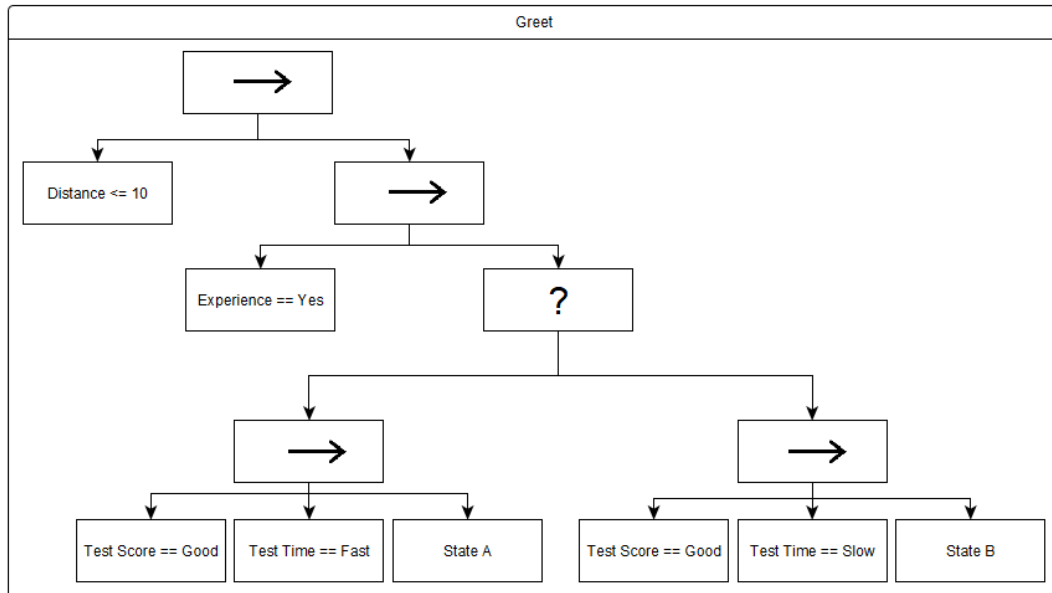 Greet
Distance <= 10
Experience == Yes
?
Test Score == Good
Test Time == Fast
State A
Test Score == Good
Test Time == Slow
State B